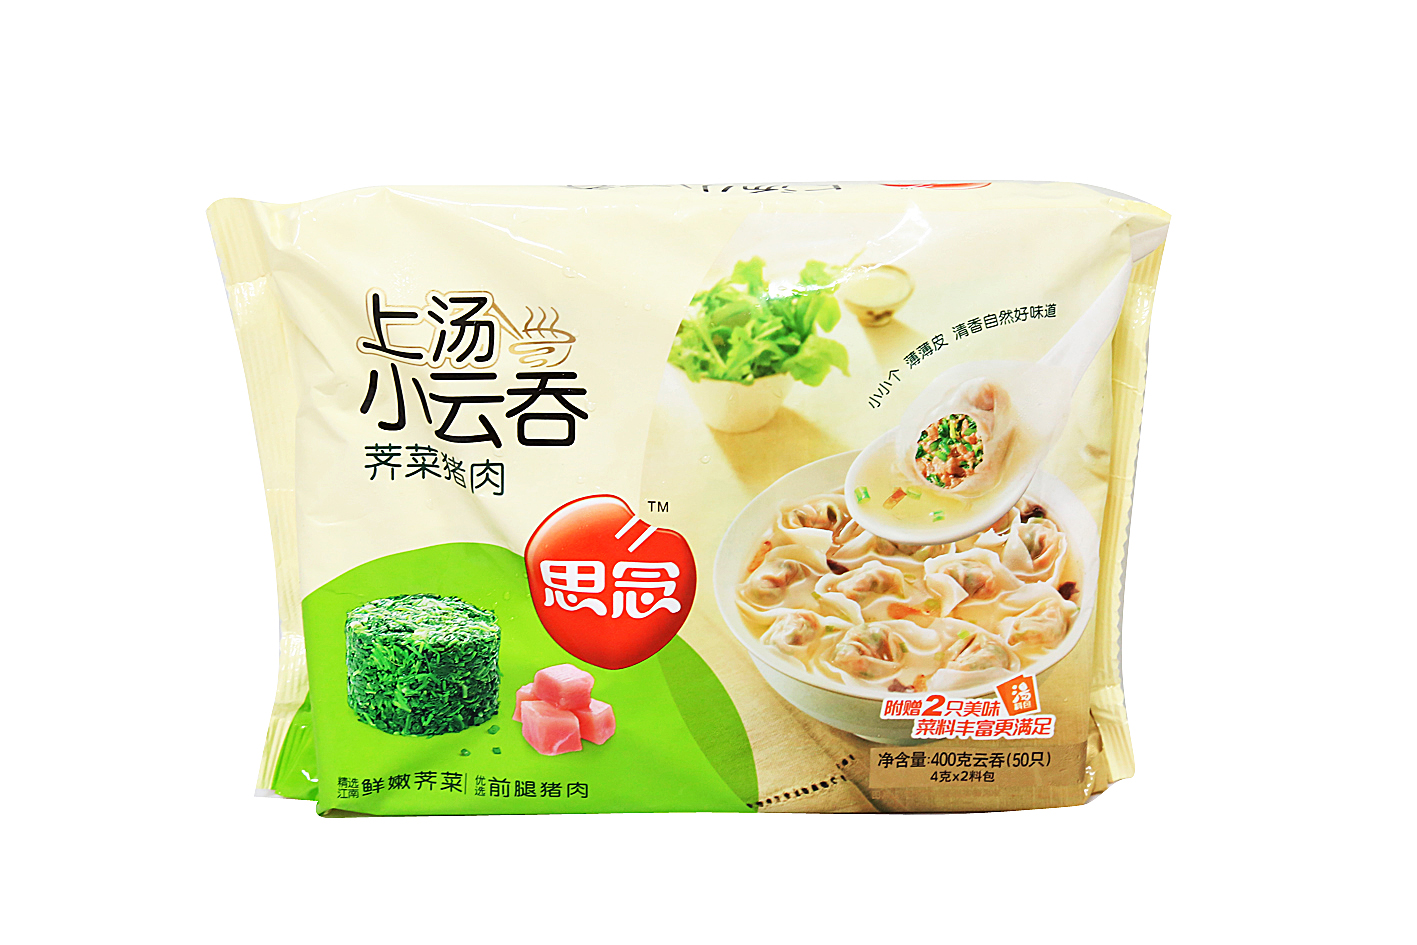 上汤
小云吞
荠菜猪肉
小小个 薄薄皮 清香自然好味道
TM
思念
汤
料包
附赠2只美味
菜料丰富更满足
净含量:400克云吞(50只)
4克x2料包
精选
江南
鲜嫩荠菜
优选
前腿猪肉